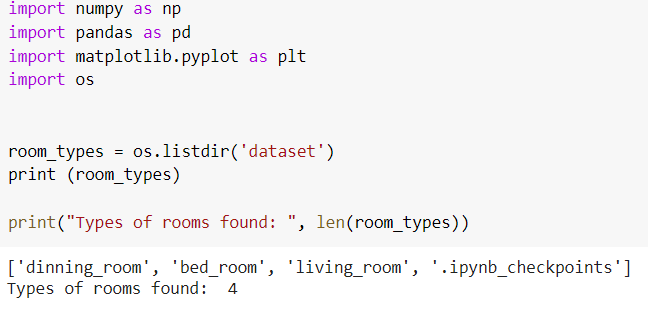 import numpy as np
import pandas as pd
import matplotlib.pyplot as plt
import os
room_types = os.listdir('dataset')
print (room_types)
print("Types of rooms found: ", len(room_types))
['dinning_room', 'bed_room', 'living_room', '.ipynb_checkpoints']
Types of rooms found:  4